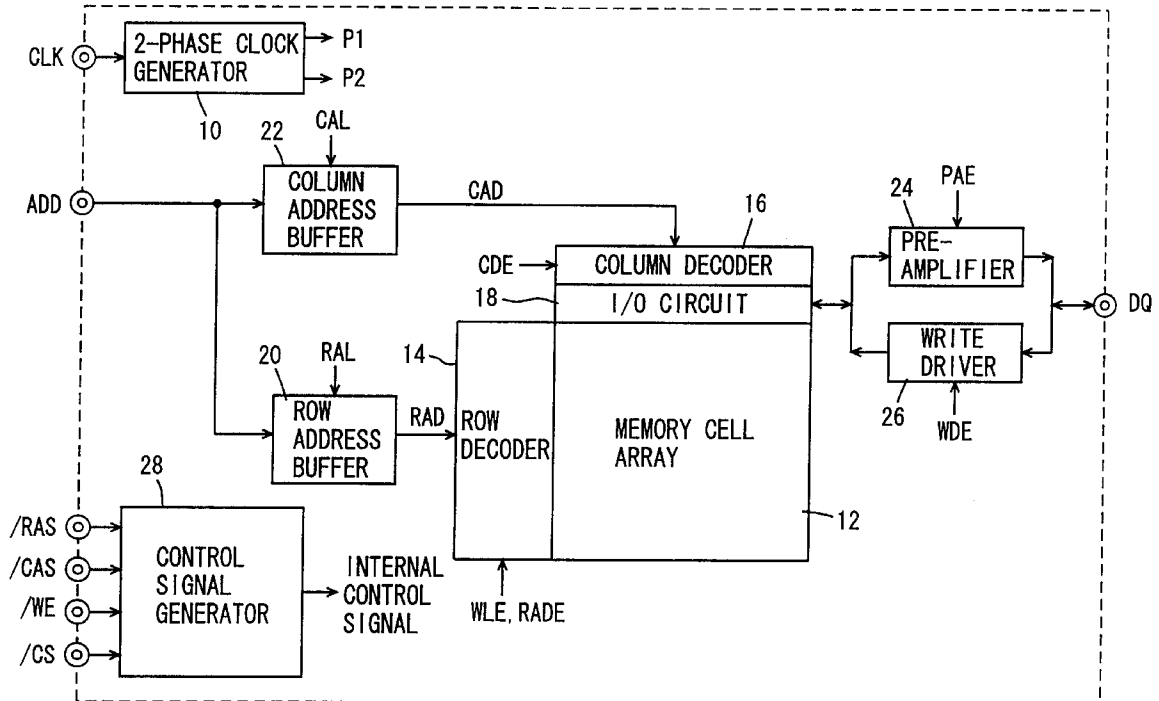 CLK
2-PHASE CLOCK
GENERATOR
P1
P2
10
22
CAL
ADD
COLUMN
ADDRESS
BUFFER
CAD
16
24
PAE
PRE-
AMPLIFIER
CDE
COLUMN DECODER
18
I/O CIRCUIT
DQ
20
RAL
14
WRITE
DRIVER
26
WDE
ROW
ADDRESS
BUFFER
RAD
ROW
DECODER
MEMORY CELL
ARRAY
12
28
/RAS
/CAS
/WE
/CS
CONTROL
SIGNAL
GENERATOR
INTERNAL
CONTROL
SIGNAL
WLE, RADE